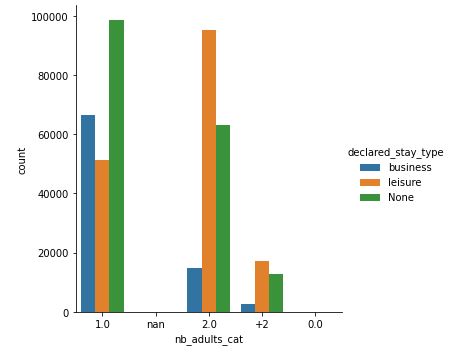 100000
80000
60000
40000
20000
0
count
1.0
nan
2.0
+2
0.0
nb_adults_cat
declared_stay_type
business
leisure
None